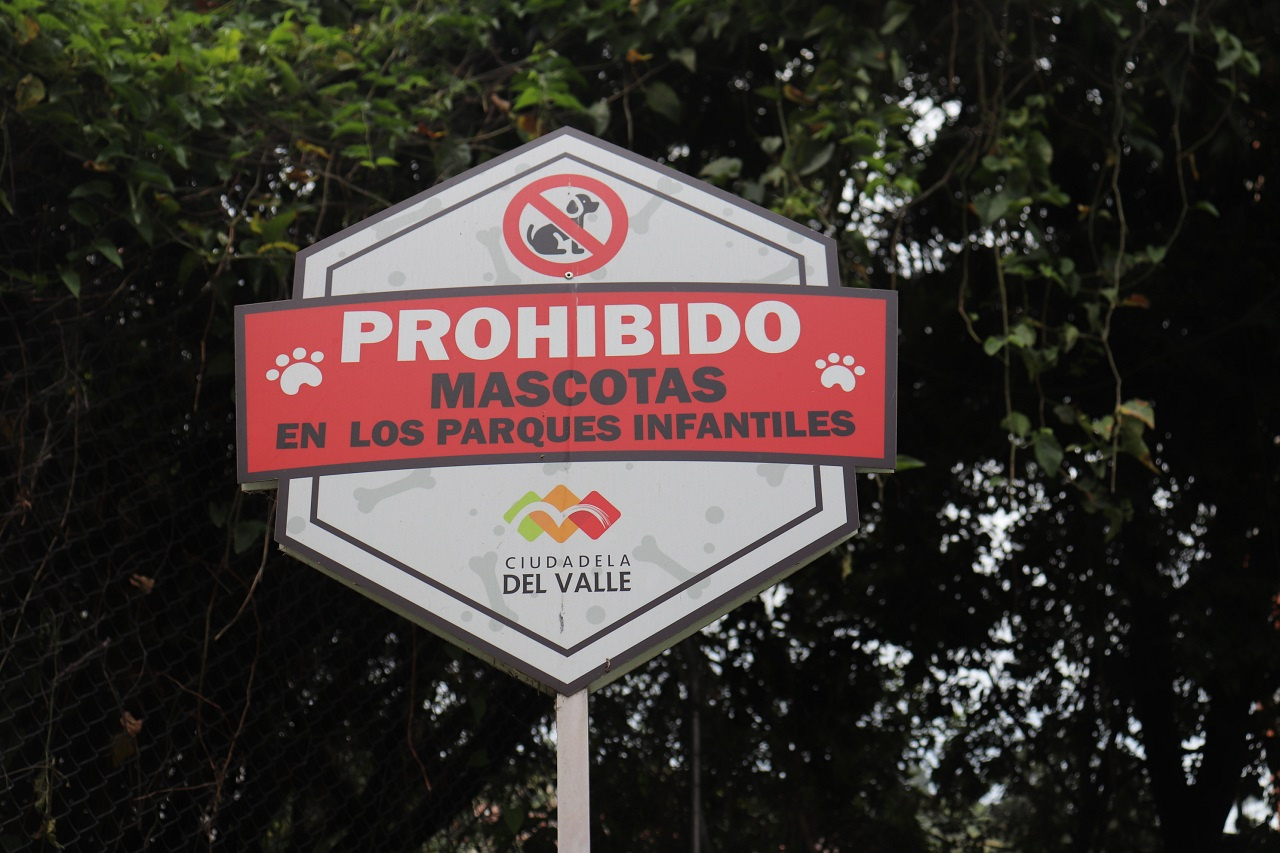 PROHIBIDO
MASCOTAS
EN LOS PARQUES INFANTILES
CIUDADELA
DEL VALLE